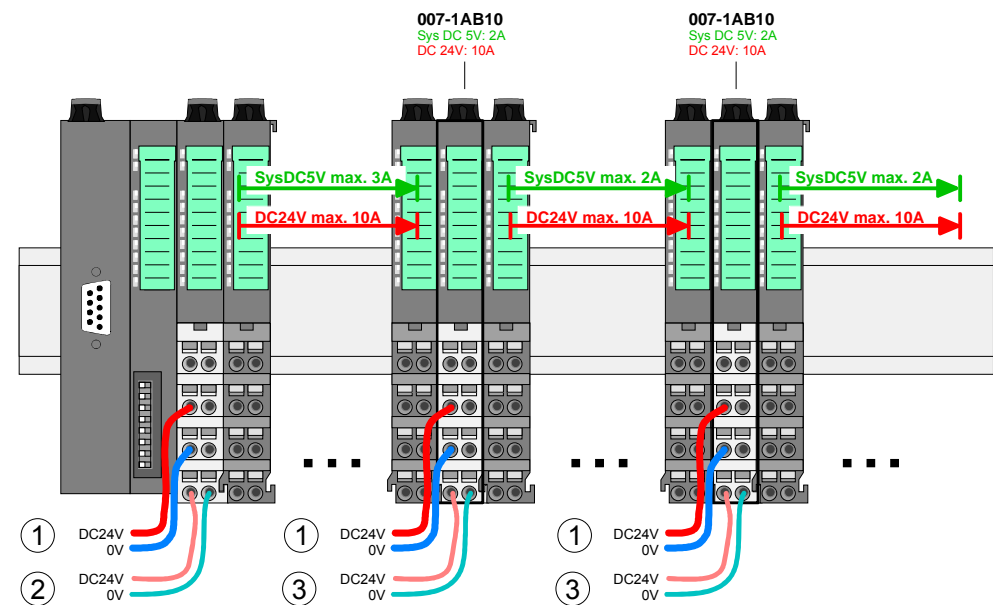 007-1AB10
Sys DC 5V: 2A
DC 24V: 10A
007-1AB10
Sys DC 5V: 2A
DC 24V: 10A
SysDC5V max. 3A
SysDC5V max. 2A
SysDC5V max. 2A
DC24V max. 10A
DC24V max. 10A
DC24V max. 10A
1 DC24V
0V
1 DC24V
0V
1 DC24V
0V
2 DC24V
0V
3 DC24V
0V
3 DC24V
0V